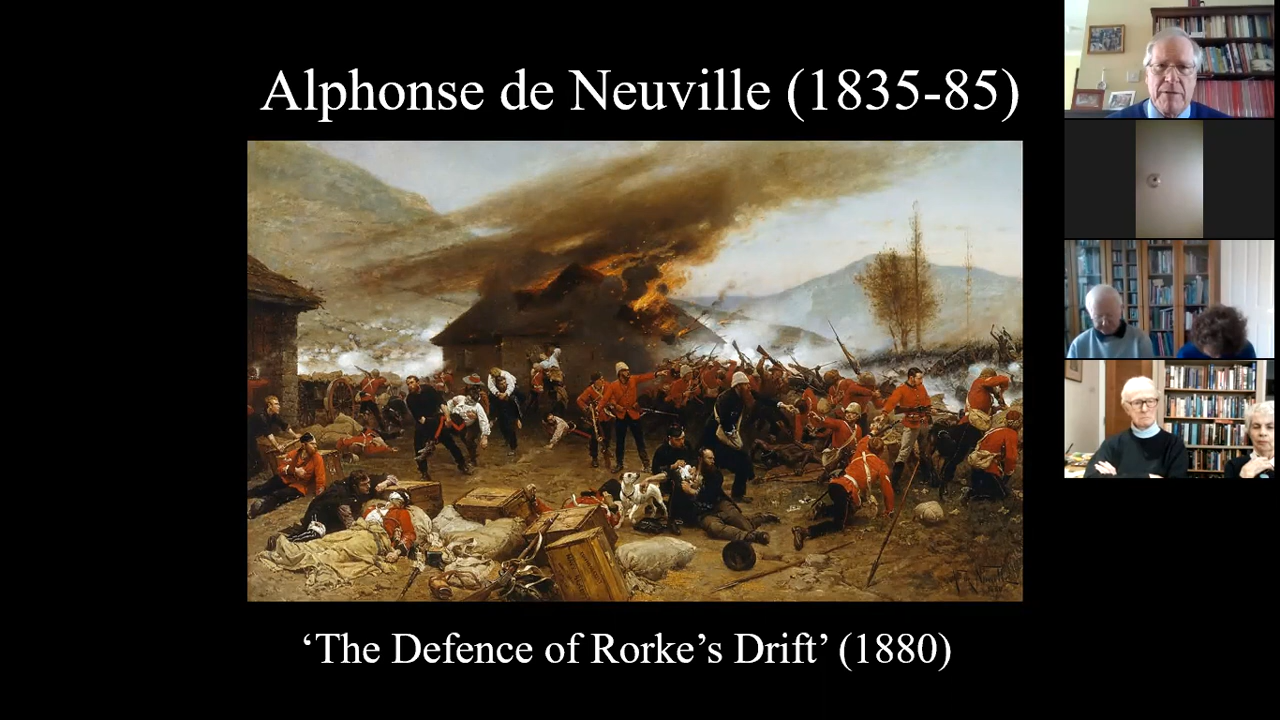 Alphonse de Neuville (1835-85)
‘The Defence of Rorke’s Drift’ (1880)